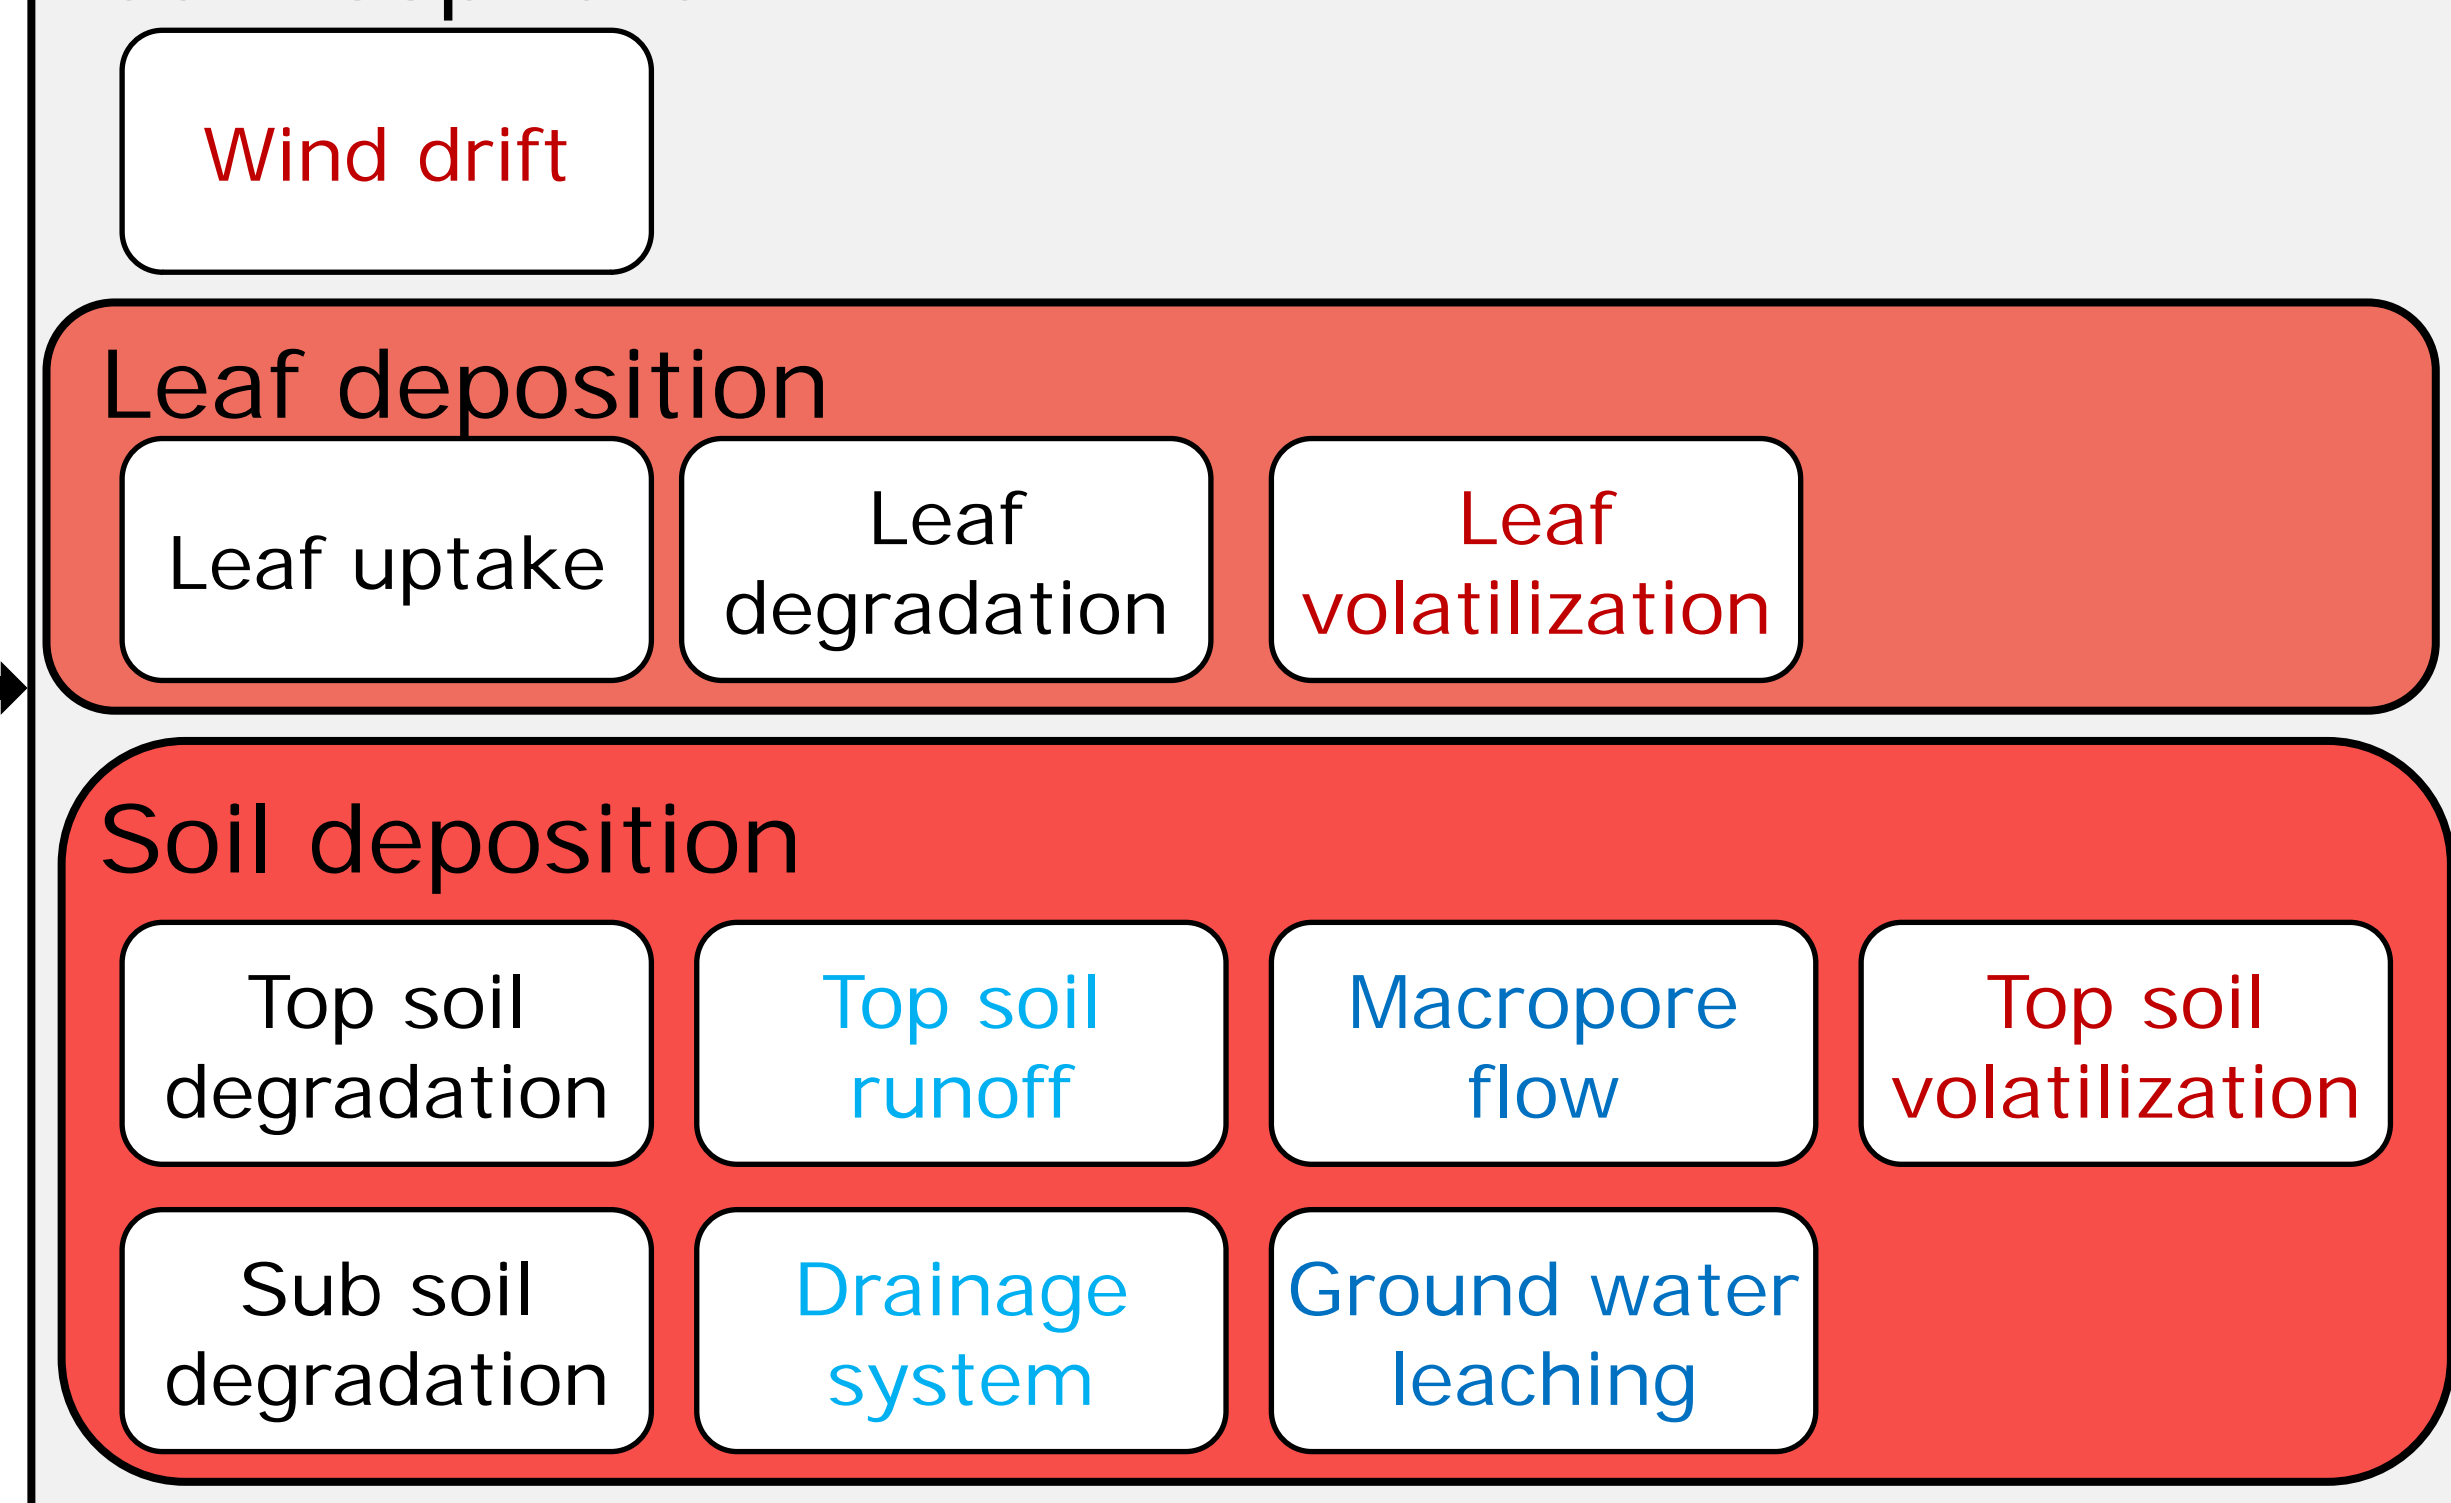 Wind drift
Leaf deposition
Leaf uptake
Leaf
degradation
Leaf
volatilization
Soil deposition
Top soil
degradation
Top soil
runoff
Macropore
flow
Top soil
volatilization
Sub soil
degradation
Drainage
system
Ground water
leaching